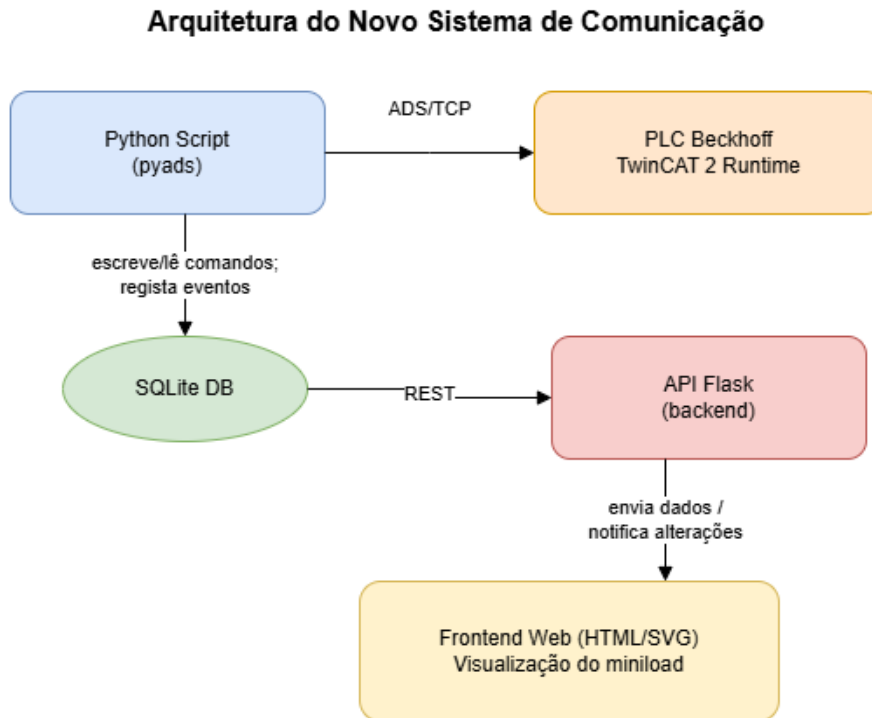 Arquitetura do Novo Sistema de Comunicação
Python Script
(pyads)
ADS/TCP
PLC Beckhoff
TwinCAT 2 Runtime
escreve/lê comandos;
regista eventos
SQLite DB
REST
API Flask
(backend)
envia dados /
notifica alterações
Frontend Web (HTML/SVG)
Visualização do miniload